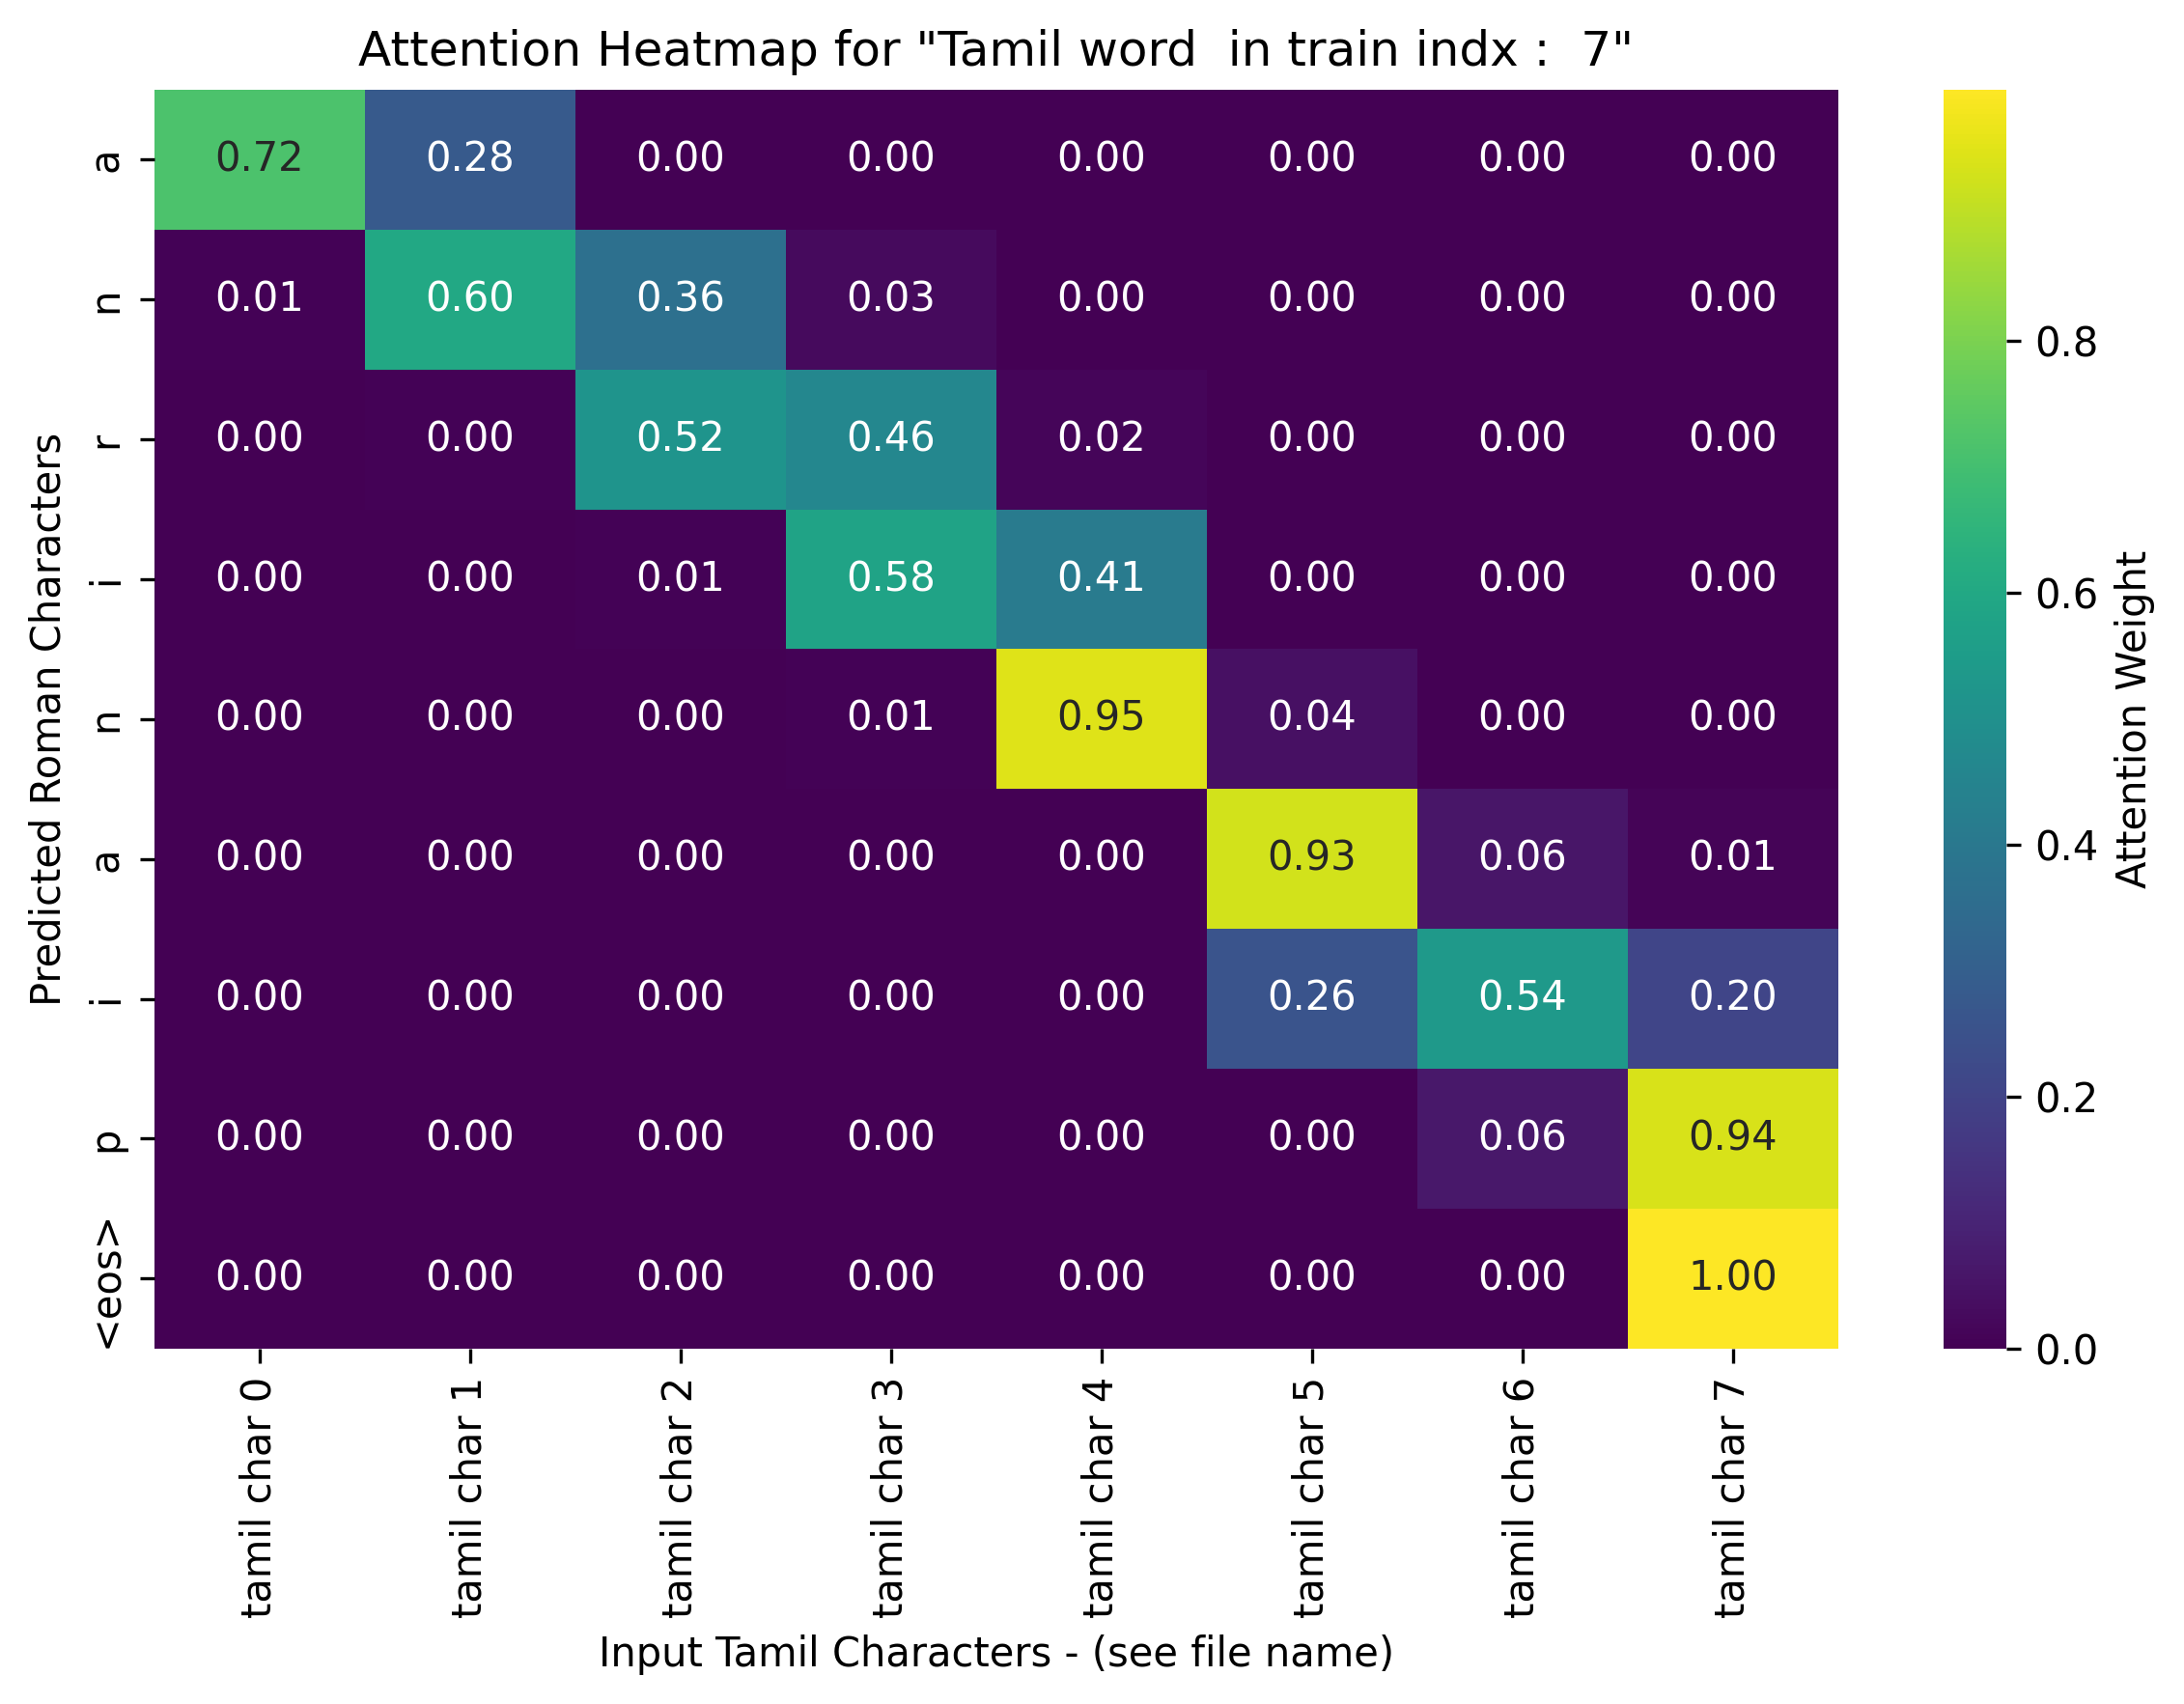 Attention Heatmap for "Tamil word  in train indx :  7"
Predicted Roman Characters
a 0.72 0.28 0.00 0.00 0.00 0.00 0.00 0.00
n 0.01 0.60 0.36 0.03 0.00 0.00 0.00 0.00
r 0.00 0.00 0.52 0.46 0.02 0.00 0.00 0.00
i 0.00 0.00 0.01 0.58 0.41 0.00 0.00 0.00
n 0.00 0.00 0.00 0.01 0.95 0.04 0.00 0.00
a 0.00 0.00 0.00 0.00 0.00 0.93 0.06 0.01
i 0.00 0.00 0.00 0.00 0.00 0.26 0.54 0.20
p 0.00 0.00 0.00 0.00 0.00 0.00 0.06 0.94
<eos> 0.00 0.00 0.00 0.00 0.00 0.00 0.00 1.00
tamil char 0 tamil char 1 tamil char 2 tamil char 3 tamil char 4 tamil char 5 tamil char 6 tamil char 7
Input Tamil Characters - (see file name)
0.8
0.6
0.4
0.2
0.0
Attention Weight